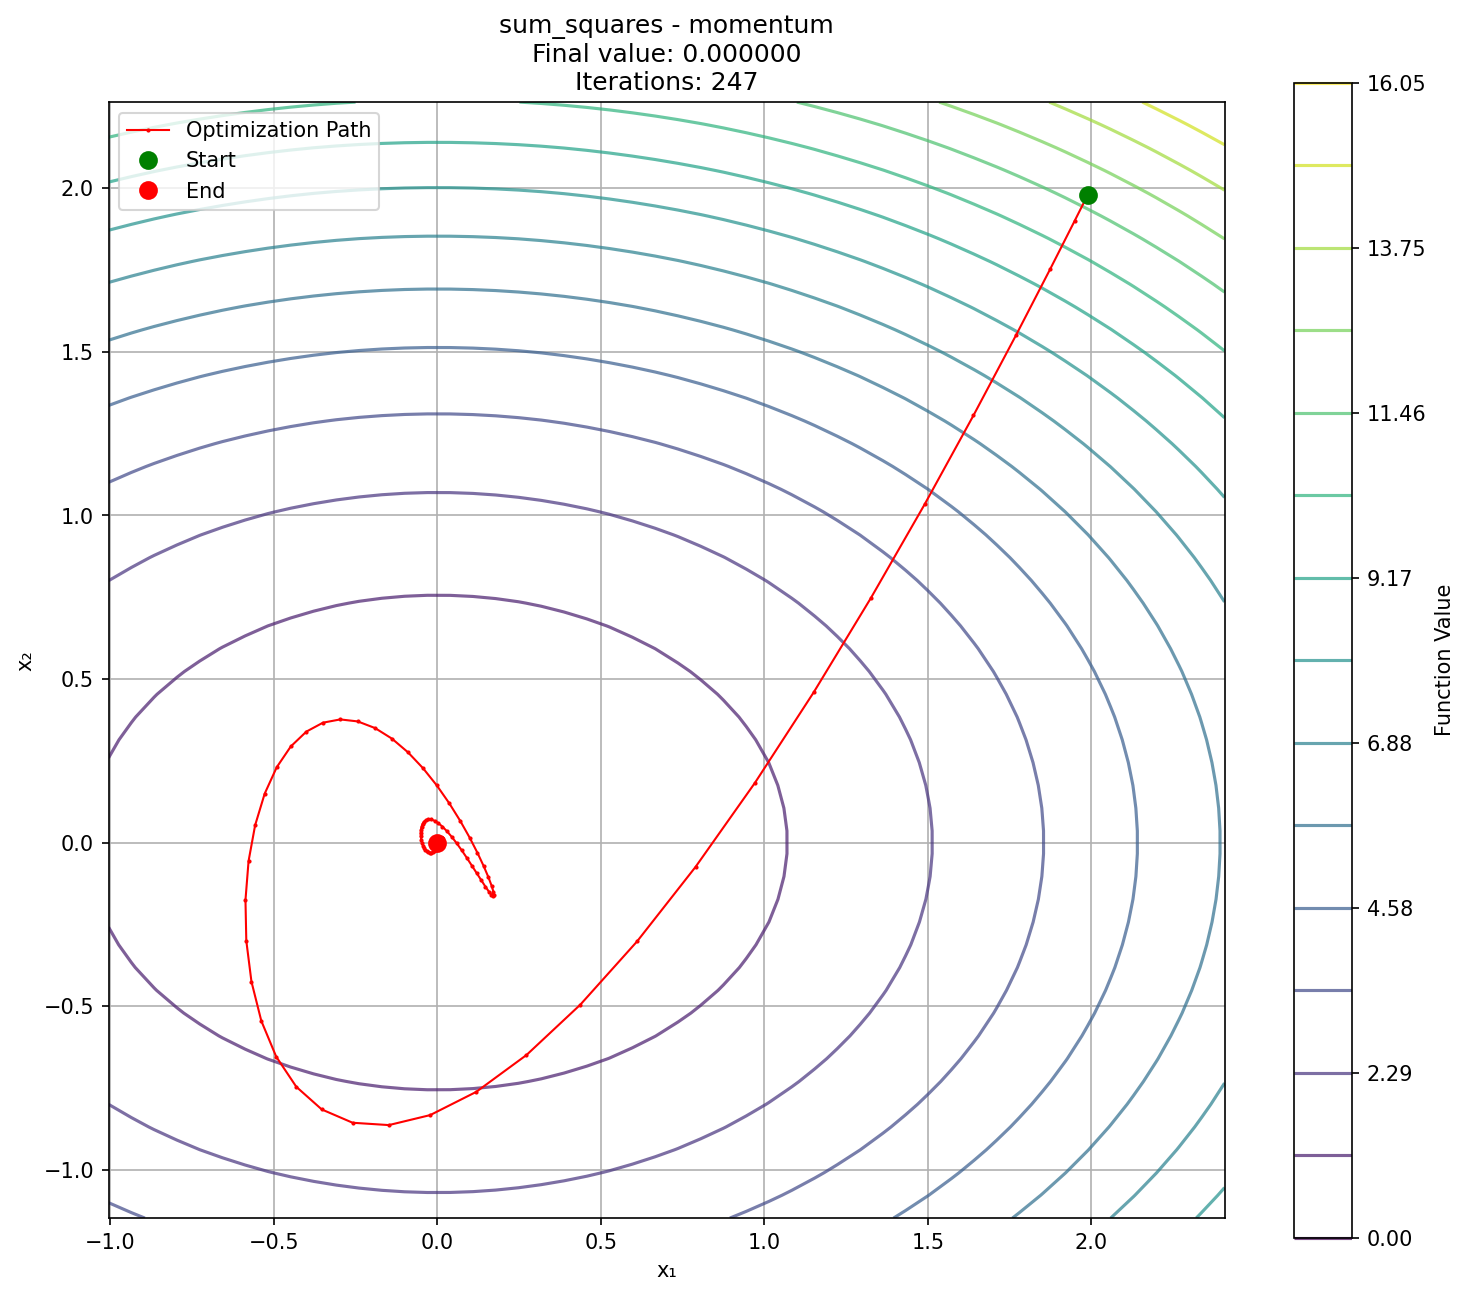 sum_squares - momentum
Final value: 0.000000
Iterations: 247
Optimization Path
Start
End
2.0
1.5
1.0
0.5
0.0
−0.5
−1.0
x₂
−1.0 −0.5 0.0 0.5 1.0 1.5 2.0
x₁
16.05
13.75
11.46
9.17
6.88
4.58
2.29
0.00
Function Value